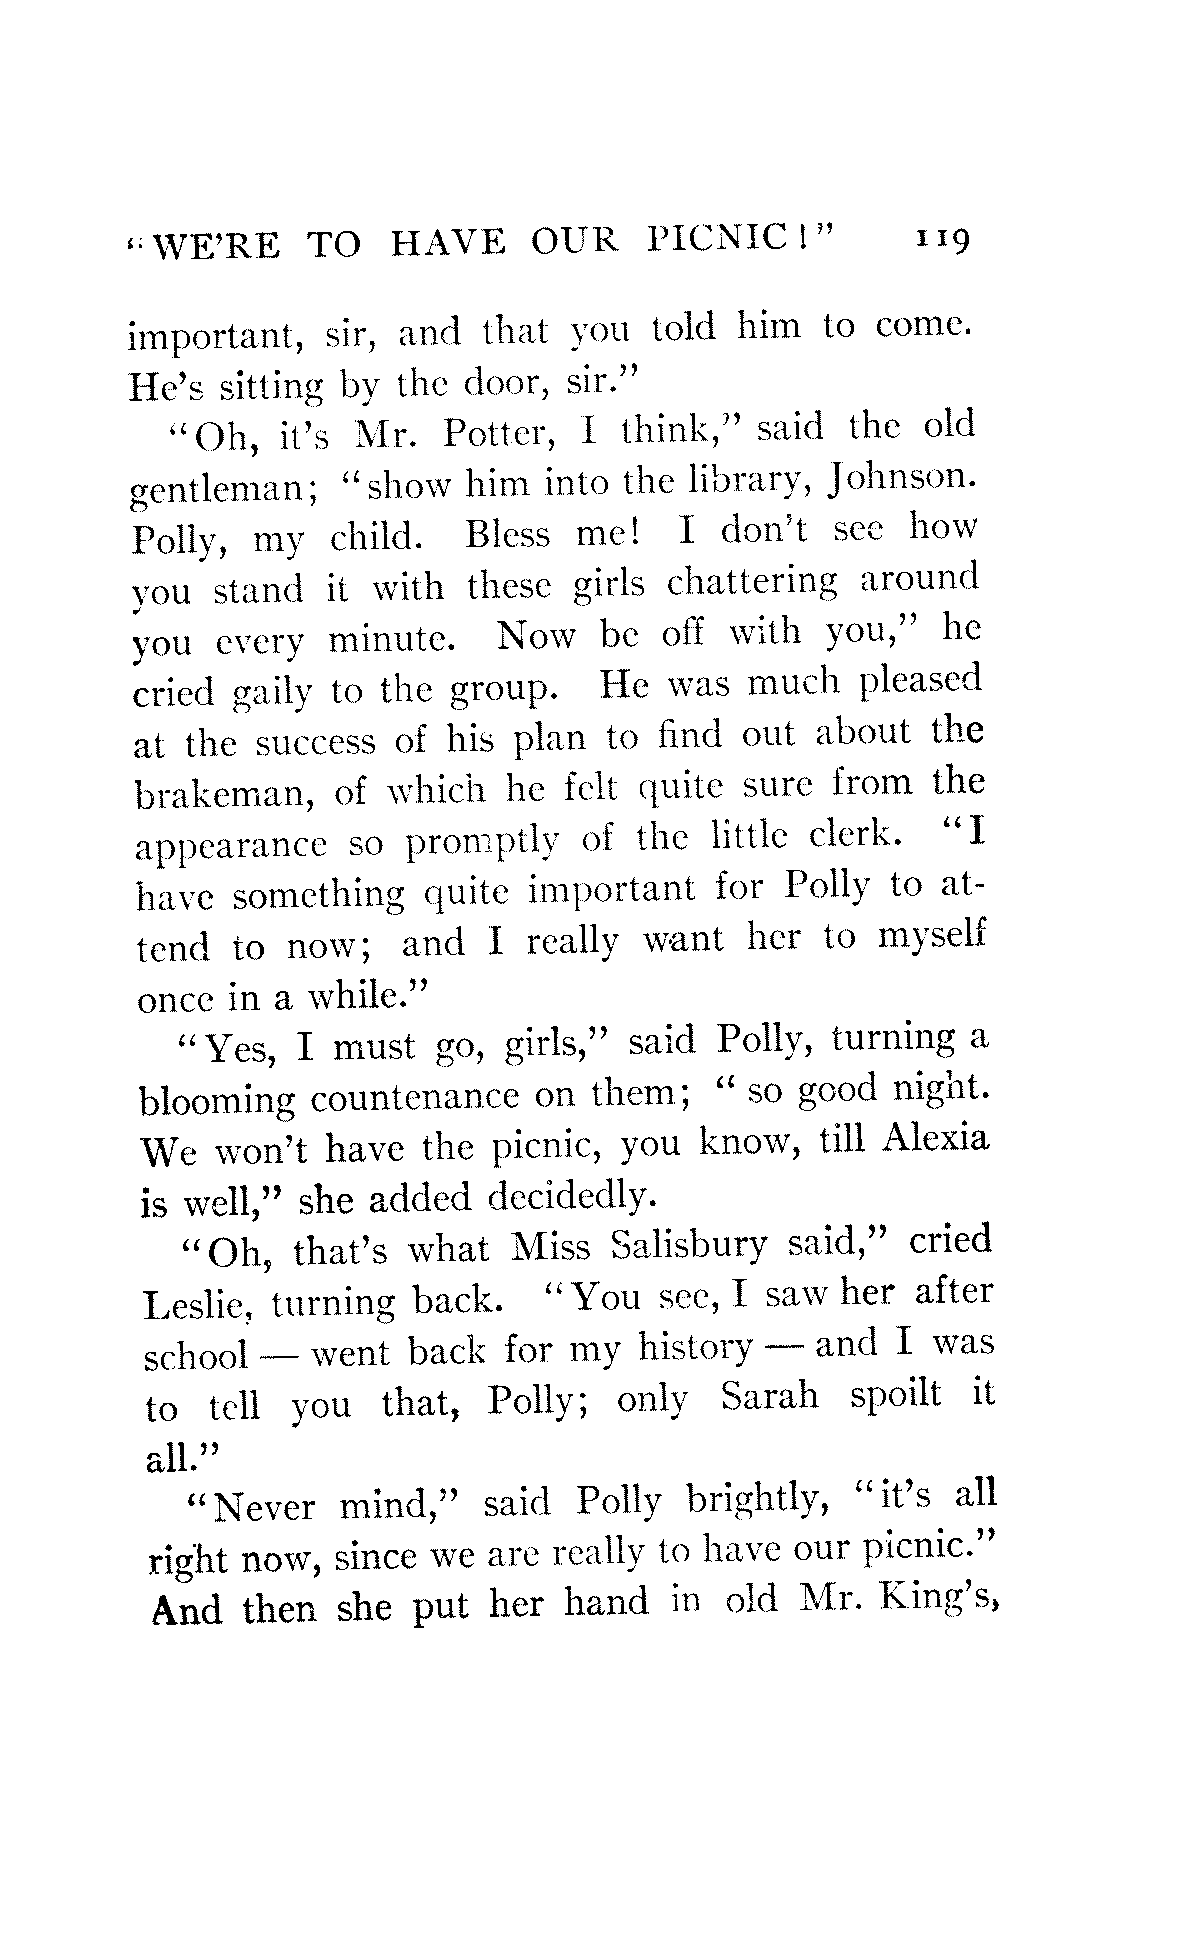 "WE'RE TO HAVE OUR PICNIC!" 119
important, sir, and that you told him to come.
He's sitting by the door, sir."
"Oh, it's Mr. Potter, I think," said the old
gentleman; "show him into the library, Johnson.
Polly, my child. Bless me! I don't see how
you stand it with these girls chattering around
you every minute. Now be off with you," he
cried gaily to the group. He was much pleased
at the success of his plan to find out about the
brakeman, of which he felt quite sure from the
appearance so promptly of the little clerk. "I
have something quite important for Polly to at-
tend to now; and I really want her to myself
once in a while."
"Yes, I must go, girls," said Polly, turning a
blooming countenance on them; "so good night.
We won't have the picnic, you know, till Alexia
is well," she added decidedly.
"Oh, that's what Miss Salisbury said," cried
Leslie, turning back. "You see, I saw her after
school — went back for my history — and I was
to tell you that, Polly; only Sarah spoilt it
all."
"Never mind," said Polly brightly, "it's all
right now, since we are really to have our picnic."
And then she put her hand in old Mr. King's,